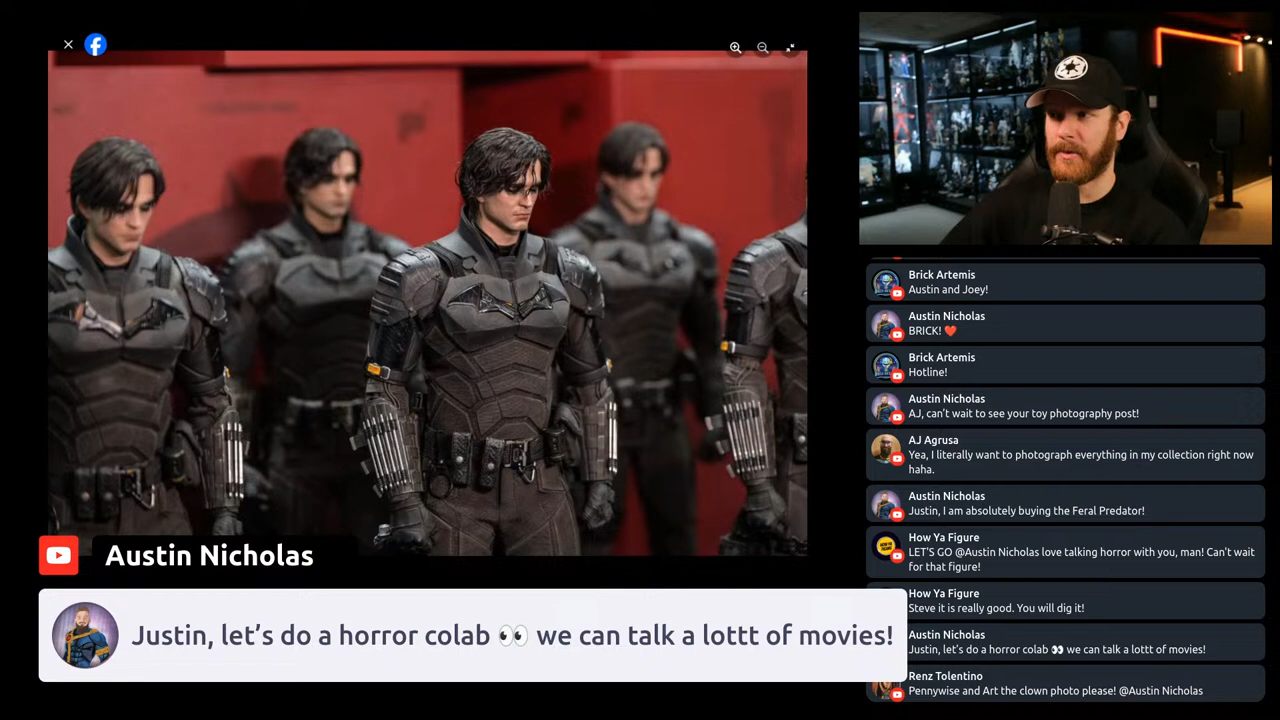 Brick Artemis
Austin and Joey!
Austin Nicholas
BRICK! ❤️
Brick Artemis
Hotline!
Austin Nicholas
AJ, can't wait to see your toy photography post!
AJ Agrusa
Yea, I literally want to photograph everything in my collection right now
haha.
Austin Nicholas
Justin, I am absolutely buying the Feral Predator!
How Ya Figure
LET'S GO @Austin Nicholas love talking horror with you, man! Can't wait
for that figure!
How Ya Figure
Steve it is really good. You will dig it!
Austin Nicholas
Justin, let's do a horror colab 👀 we can talk a lottt of movies!
Renz Tolentino
Pennywise and Art the clown photo please! @Austin Nicholas
Austin Nicholas
Justin, let's do a horror colab 👀 we can talk a lottt of movies!